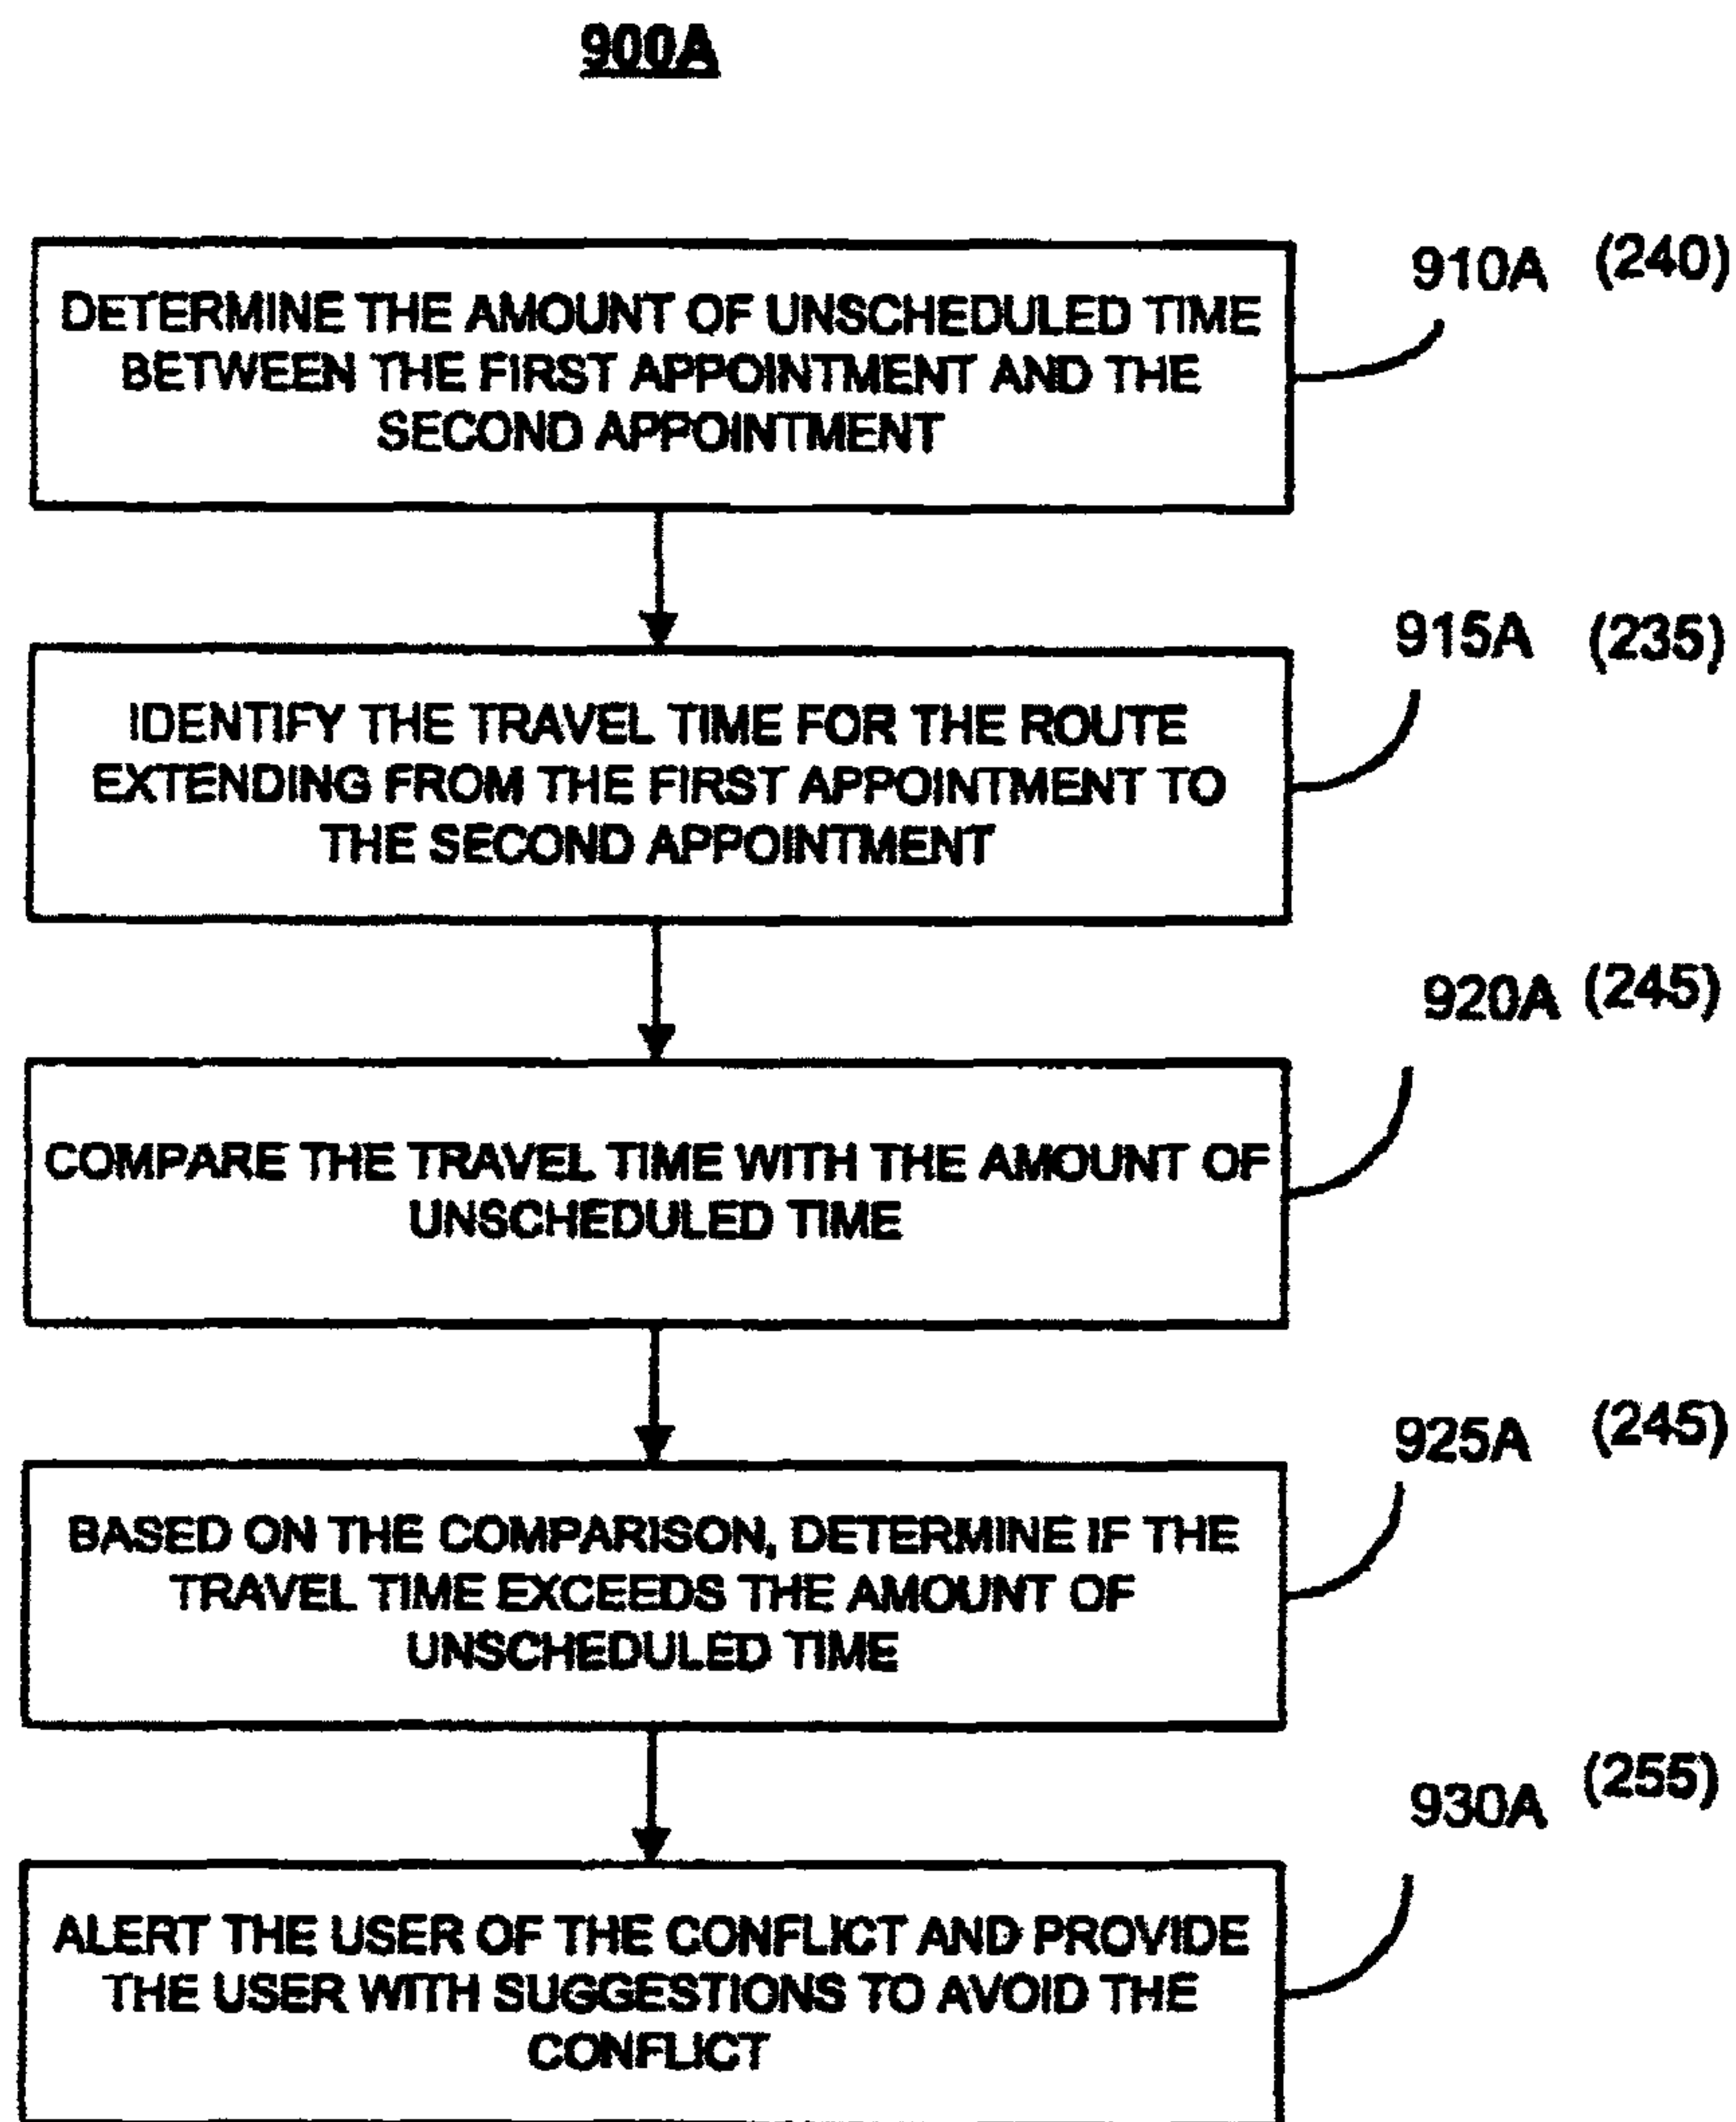 900A
910A (240)
DETERMINE THE AMOUNT OF UNSCHEDULED TIME
BETWEEN THE FIRST APPOINTMENT AND THE
SECOND APPOINTMENT
915A (235)
IDENTIFY THE TRAVEL TIME FOR THE ROUTE
EXTENDING FROM THE FIRST APPOINTMENT TO
THE SECOND APPOINTMENT
920A (245)
COMPARE THE TRAVEL TIME WITH THE AMOUNT OF
UNSCHEDULED TIME
925A (245)
BASED ON THE COMPARISON, DETERMINE IF THE
TRAVEL TIME EXCEEDS THE AMOUNT OF
UNSCHEDULED TIME
930A (255)
ALERT THE USER OF THE CONFLICT AND PROVIDE
THE USER WITH SUGGESTIONS TO AVOID THE
CONFLICT